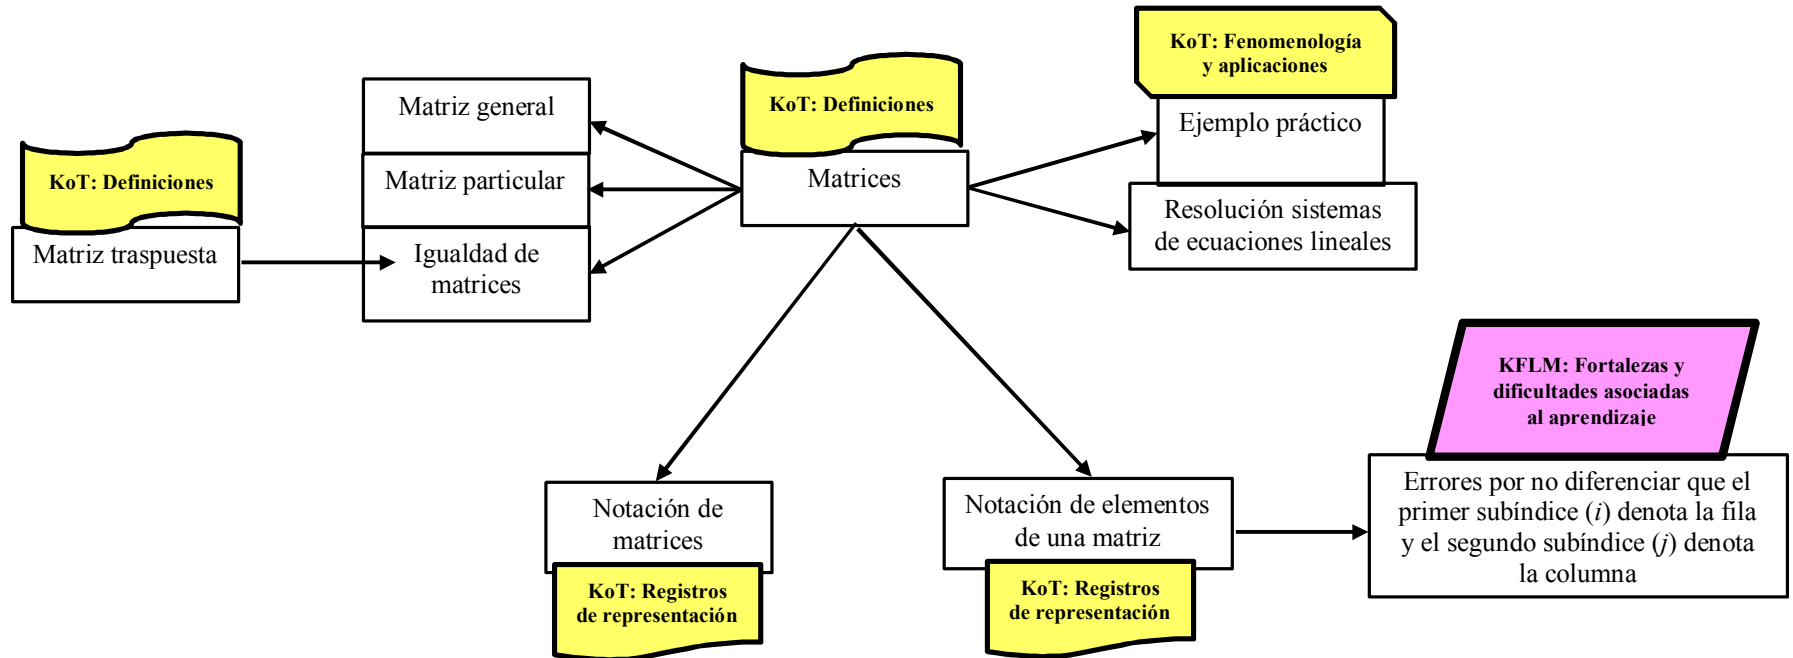 KoT: Fenomenología
y aplicaciones
Ejemplo práctico
Resolución sistemas
de ecuaciones lineales
KoT: Definiciones
Matrices
Matriz general
Matriz particular
Igualdad de
matrices
KoT: Definiciones
Matriz traspuesta
Notación de
matrices
KoT: Registros
de representación
Notación de elementos
de una matriz
KoT: Registros
de representación
KFLM: Fortalezas y
dificultades asociadas
al aprendizaje
Errores por no diferenciar que el
primer subíndice (i) denota la fila
y el segundo subíndice (j) denota
la columna